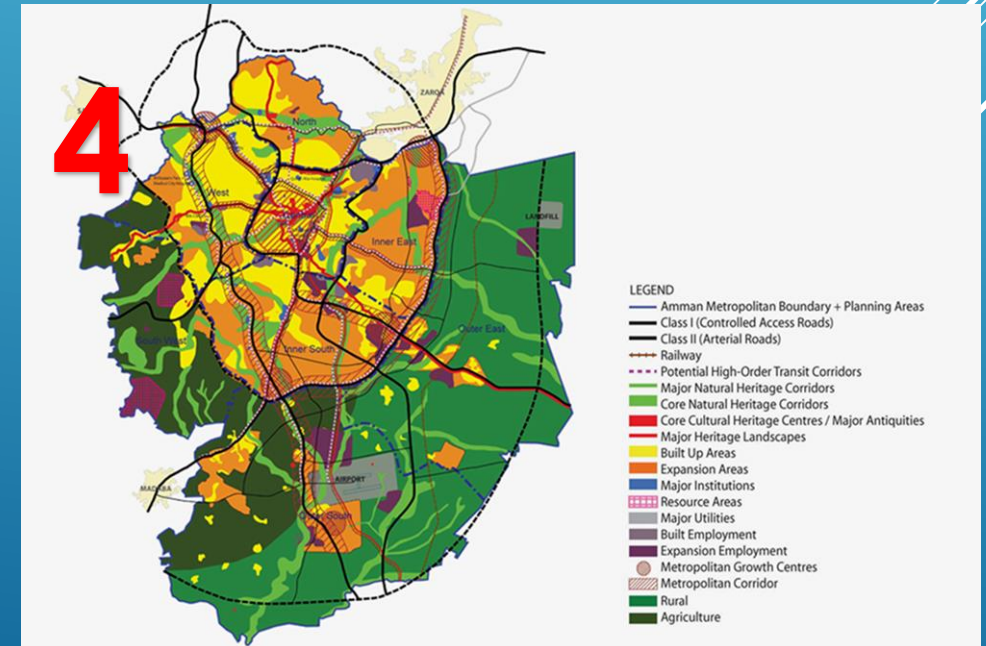 4
ZARQA
North
West
LANDFILL
Inner East
Outer East
South West
Inner South
MADABA
AIRPORT
Outer South
LEGEND
Amman Metropolitan Boundary + Planning Areas
Class I (Controlled Access Roads)
Class II (Arterial Roads)
Railway
Potential High-Order Transit Corridors
Major Natural Heritage Corridors
Core Natural Heritage Corridors
Core Cultural Heritage Centres / Major Antiquities
Major Heritage Landscapes
Built Up Areas
Expansion Areas
Major Institutions
Resource Areas
Major Utilities
Built Employment
Expansion Employment
Metropolitan Growth Centres
Metropolitan Corridor
Rural
Agriculture